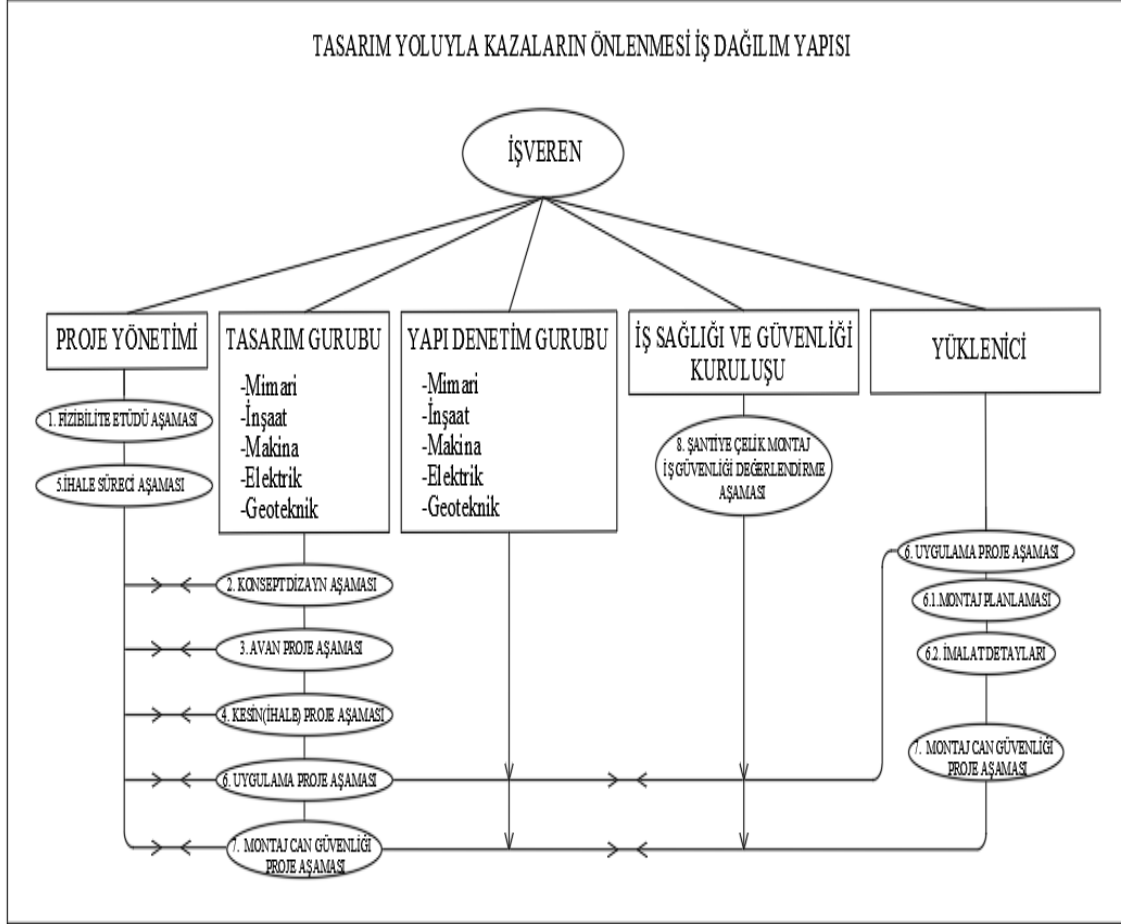 TASARIM YOLUYLA KAZALARIN ÖNLENMESİ İŞ DAĞILIM YAPISI
İŞVEREN
PROJE YÖNETİMİ
1. FİZİBİLİTE ETÜDÜ AŞAMASI
5.İHALE SÜRECİ AŞAMASI
TASARIM GURUBU
-Mimari
-İnşaat
-Makina
-Elektrik
-Geoteknik
2. KONSEPT DİZAYN AŞAMASI
3. AVAN PROJE AŞAMASI
4. KESİN(İHALE) PROJE AŞAMASI
6. UYGULAMA PROJE AŞAMASI
7. MONTAJ CAN GÜVENLİĞİ
PROJE AŞAMASI
YAPI DENETİM GURUBU
-Mimari
-İnşaat
-Makina
-Elektrik
-Geoteknik
İŞ SAĞLIĞI VE GÜVENLİĞİ
KURULUŞU
8. ŞANTİYE ÇELİK MONTAJ
İŞ GÜVENLİĞİ DEĞERLENDİRME
AŞAMASI
YÜKLENİCİ
6. UYGULAMA PROJE AŞAMASI
6.1.MONTAJ PLANLAMASI
6.2. İMALAT DETAYLARI
7. MONTAJ CAN GÜVENLİĞİ
PROJE AŞAMASI